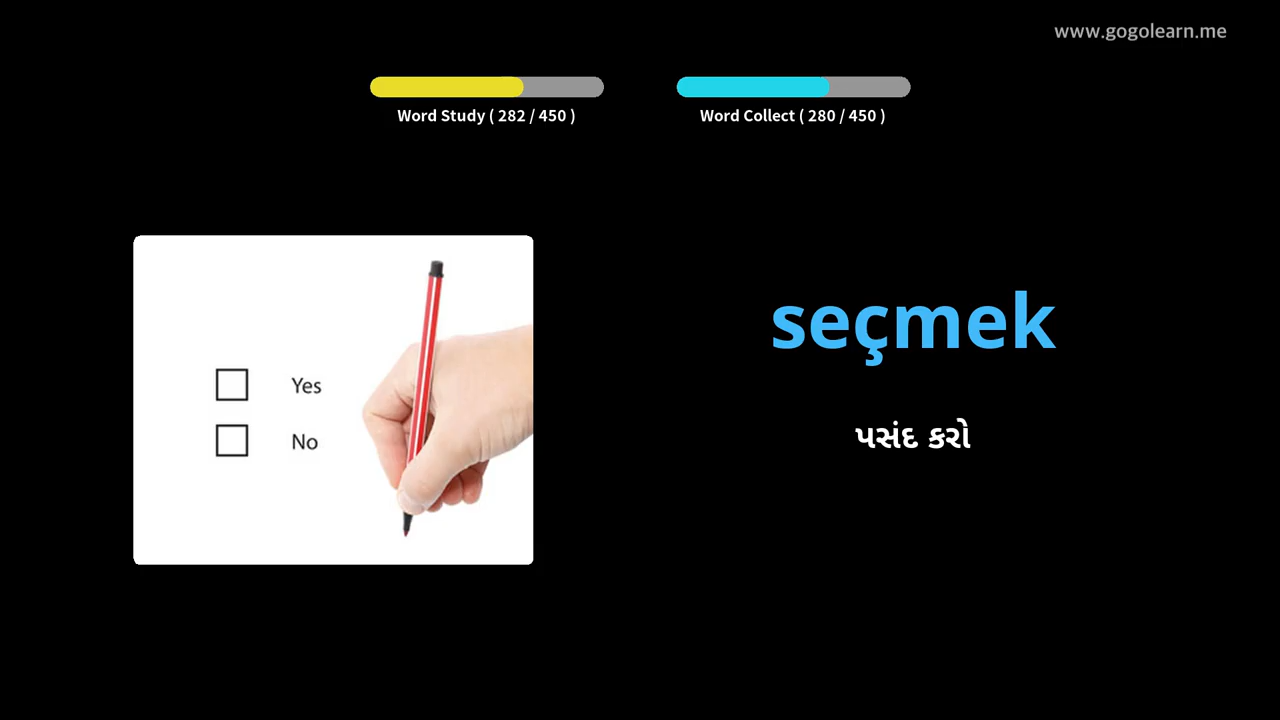 www.gogolearn.me
Word Study ( 282 / 450 )
Word Collect ( 280 / 450 )
Yes
No
seçmek
પસંદ કરો